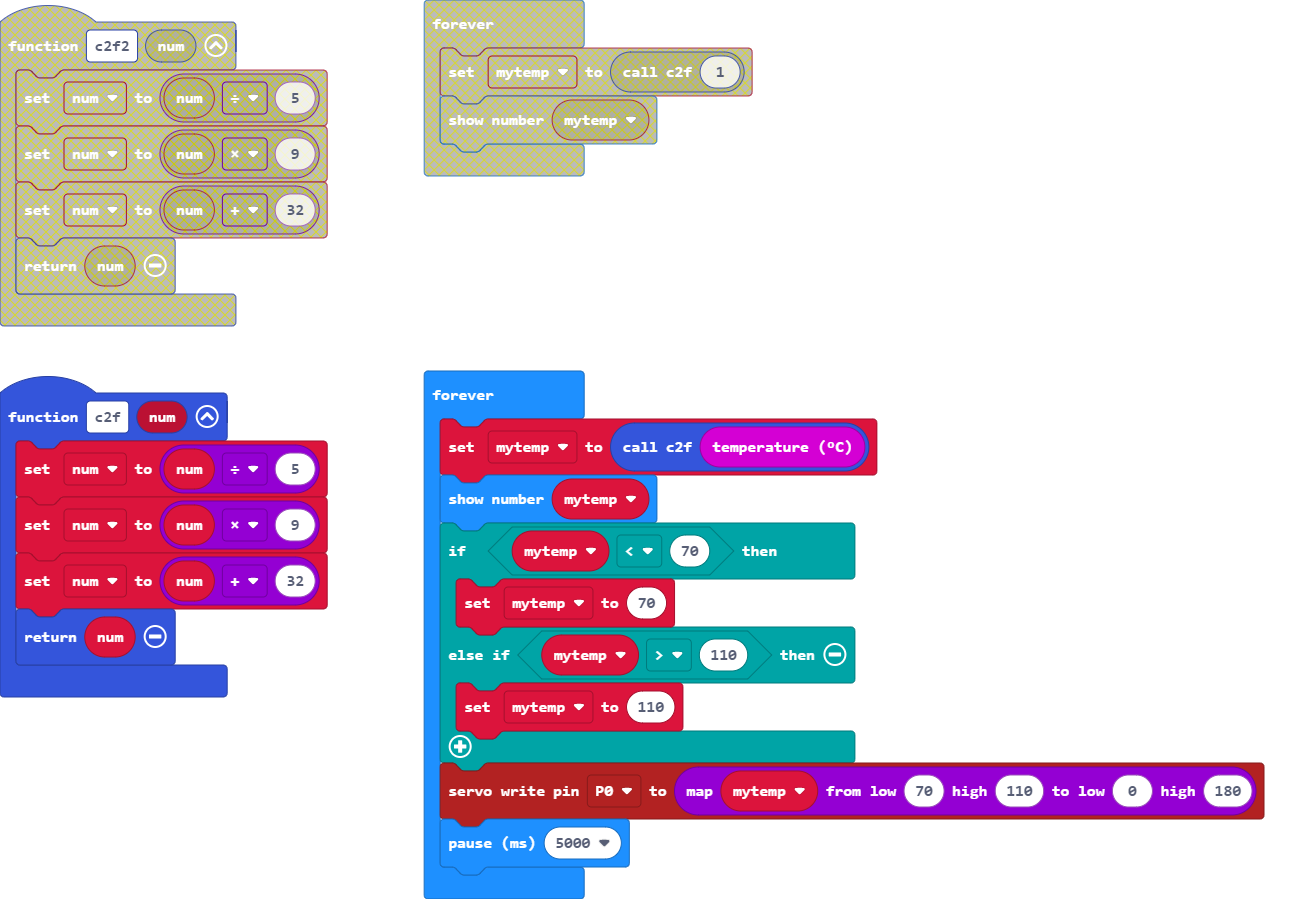 function c2f2 num
set num to num ÷ 5
set num to num × 9
set num to num + 32
return num
forever
set mytemp to call c2f 1
show number mytemp
function c2f num
set num to num ÷ 5
set num to num × 9
set num to num + 32
return num
forever
set mytemp to call c2f temperature (°C)
show number mytemp
if mytemp < 70 then
set mytemp to 70
else if mytemp > 110 then
set mytemp to 110
servo write pin P0 to map mytemp from low 70 high 110 to low 0 high 180
pause (ms) 5000